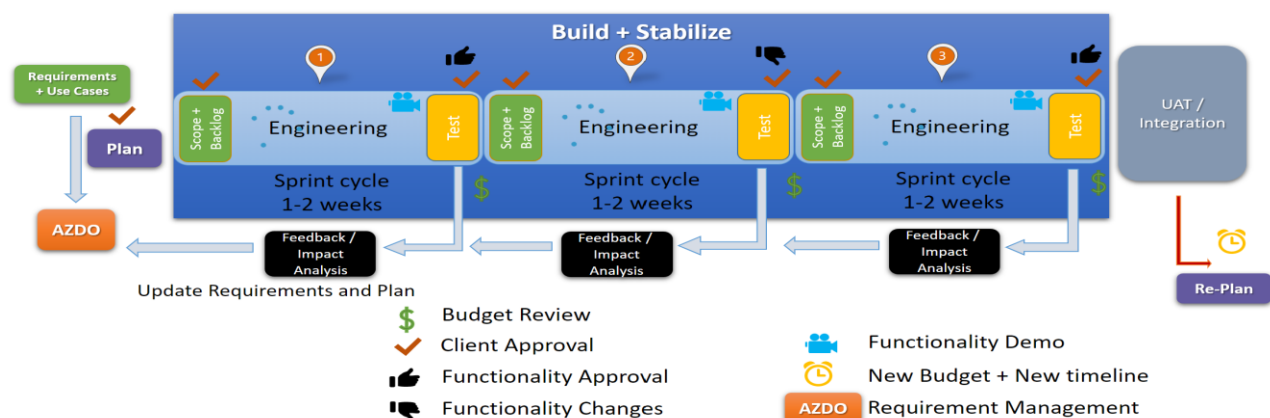 Build + Stabilize
1
2
3
Requirements
+ Use Cases
Plan
AZDO
Scope +
Backlog
Engineering
Test
Sprint cycle
1-2 weeks
Scope +
Backlog
Engineering
Test
Sprint cycle
1-2 weeks
Scope +
Backlog
Engineering
Test
Sprint cycle
1-2 weeks
UAT /
Integration
$
$
$
Feedback /
Impact
Analysis
Feedback /
Impact
Analysis
Feedback /
Impact
Analysis
Re-Plan
Update Requirements and Plan
$ Budget Review
Client Approval
Functionality Approval
Functionality Changes
Functionality Demo
New Budget + New timeline
AZDO Requirement Management